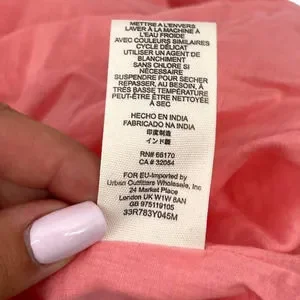 METTRE A L'ENVERS
LAVER À LA MACHINE À
L'EAU FROIDE
AVEC COULEURS SIMILAIRES
CYCLE DÉLICAT
UTILISER UN AGENT DE
BLANCHIMENT
SANS CHLORE SI
NÉCESSAIRE
SUSPENDRE POUR SÉCHER
REPASSER, AU BESOIN, À
TRÈS BASSE TEMPÉRATURE
PEUT-ÊTRE ÊTRE NETTOYÉE
À SEC
HECHO EN INDIA
FABRICADO NA INDIA
印度制造
インド製
RN# 66170
CA # 32054
FOR EU-Imported by
Urban Outfitters Wholesale, Inc
24 Market Place
London UK W1W 8AN
GB 975119105
33R783Y045M